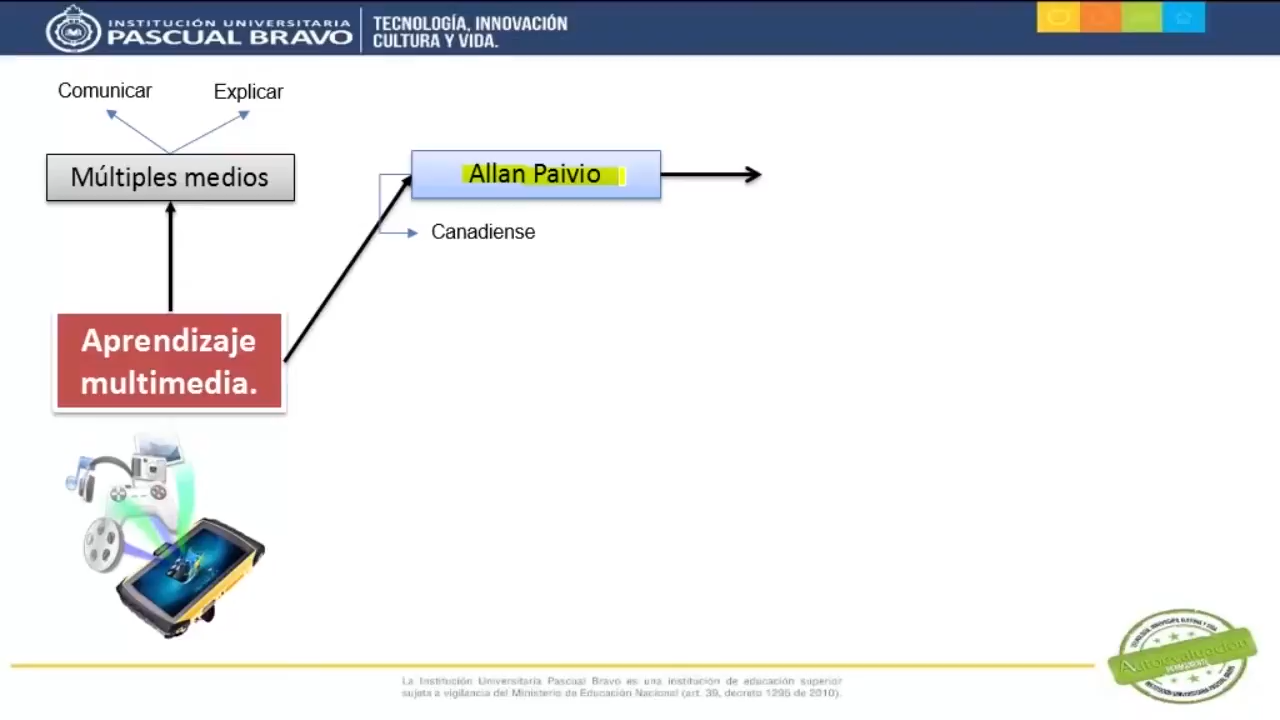 INSTITUCIÓN UNIVERSITARIA
PASCUAL BRAVO
TECNOLOGÍA, INNOVACIÓN
CULTURA Y VIDA.
Comunicar
Explicar
Múltiples medios
Allan Paivio
Canadiense
Aprendizaje
multimedia.
Autoevaluación
La Institución Universitaria Pascual Bravo es una institución de educación superior
sujeta a vigilancia del Ministerio de Educación Nacional (art. 39, decreto 1295 de 2010).